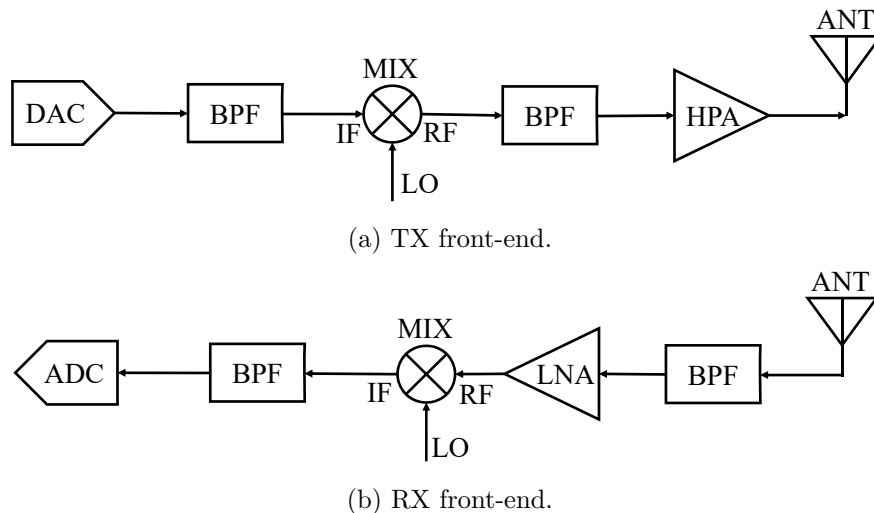 ANT
MIX
DAC BPF BPF HPA
IF RF
LO
(a) TX front-end.
ANT
MIX
ADC BPF LNA BPF
IF RF
LO
(b) RX front-end.